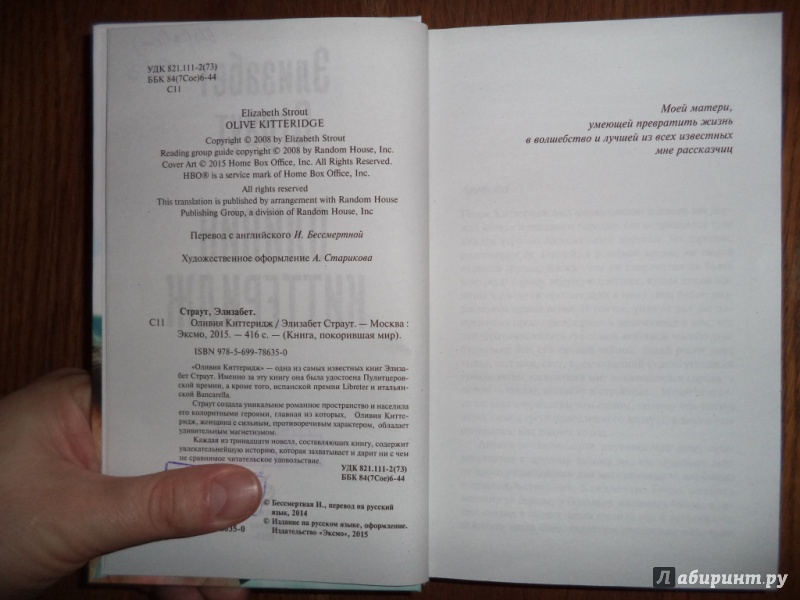 УДК 821.111-2(73)
ББК 84(7Сое)6-44
С11
Elizabeth Strout
OLIVE KITTERIDGE
Copyright © 2008 by Elizabeth Strout
Reading group guide copyright © 2008 by Random House, Inc.
Cover Art © 2015 Home Box Office, Inc. All Rights Reserved.
HBO® is a service mark of Home Box Office, Inc.
All rights reserved
This translation is published by arrangement with Random House
Publishing Group, a division of Random House, Inc
Перевод с английского И. Бессмертной
Художественное оформление А. Старикова
Страут, Элизабет.
С11 Оливия Киттеридж / Элизабет Страут. — Москва :
Эксмо, 2015. — 416 с. — (Книга, покорившая мир).
ISBN 978-5-699-78635-0
«Оливия Киттеридж» — одна из самых известных книг Элиза-
бет Страут. Именно за эту книгу она была удостоена Пулитцеров-
ской премии, а кроме того, испанской премии Libreter и итальян-
ской Bancarella.
Страут создала уникальное романное пространство и населила
его колоритными героями, главная из которых, Оливия Китте-
ридж, женщина с сильным, противоречивым характером, обладает
удивительным магнетизмом.
Каждая из тринадцати новелл, составляющих книгу, содержит
увлекательнейшую историю, которая захватывает и дарит ни с чем
не сравнимое читательское удовольствие.
УДК 821.111-2(73)
ББК 84(7Сое)6-44
© Бессмертная И., перевод на русский
язык, 2014
© Издание на русском языке, оформление.
35-0 Издательство «Эксмо», 2015
Моей матери,
умеющей превратить жизнь
в волшебство и лучшей из всех известных
мне рассказчиц
Лабиринт.ру